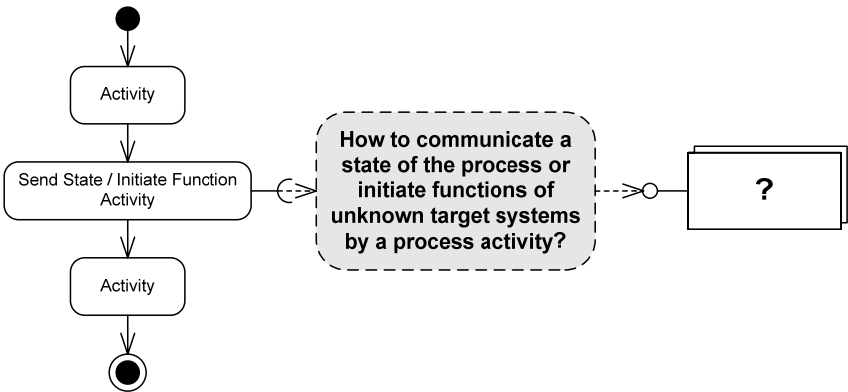 Activity
Send State / Initiate Function
Activity
Activity
How to communicate a
state of the process or
initiate functions of
unknown target systems
by a process activity?
?